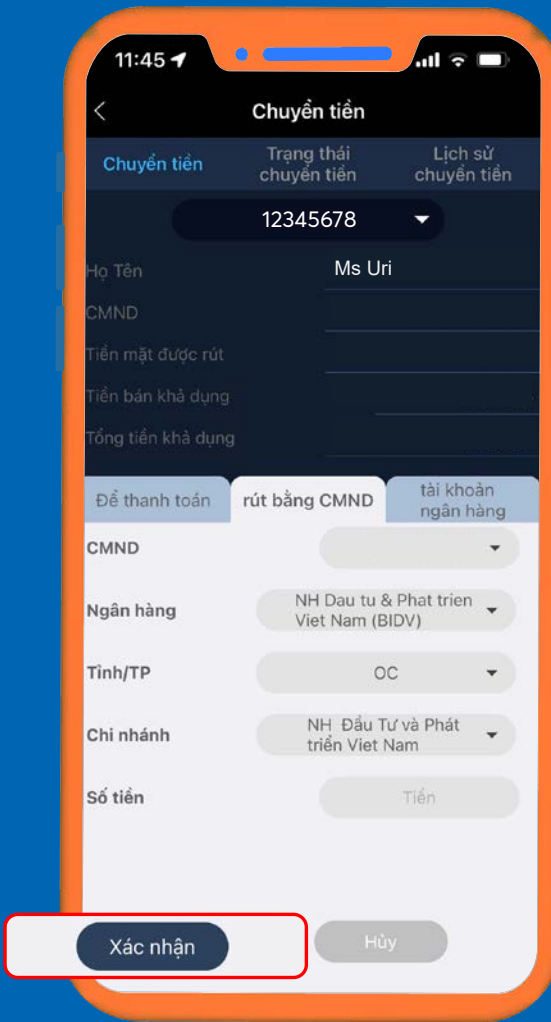 11:45
Chuyển tiền
Chuyển tiền
Trạng thái
chuyển tiền
Lịch sử
chuyển tiền
12345678
Họ Tên
Ms Uri
CMND
Tiền mặt được rút
Tiền bán khả dụng
Tổng tiền khả dụng
Để thanh toán
rút bằng CMND
tài khoản
ngân hàng
CMND
Ngân hàng
NH Dau tu & Phat trien
Viet Nam (BIDV)
Tỉnh/TP
OC
Chi nhánh
NH Đầu Tư và Phát
triển Viet Nam
Số tiền
Tiền
Xác nhận
Hủy